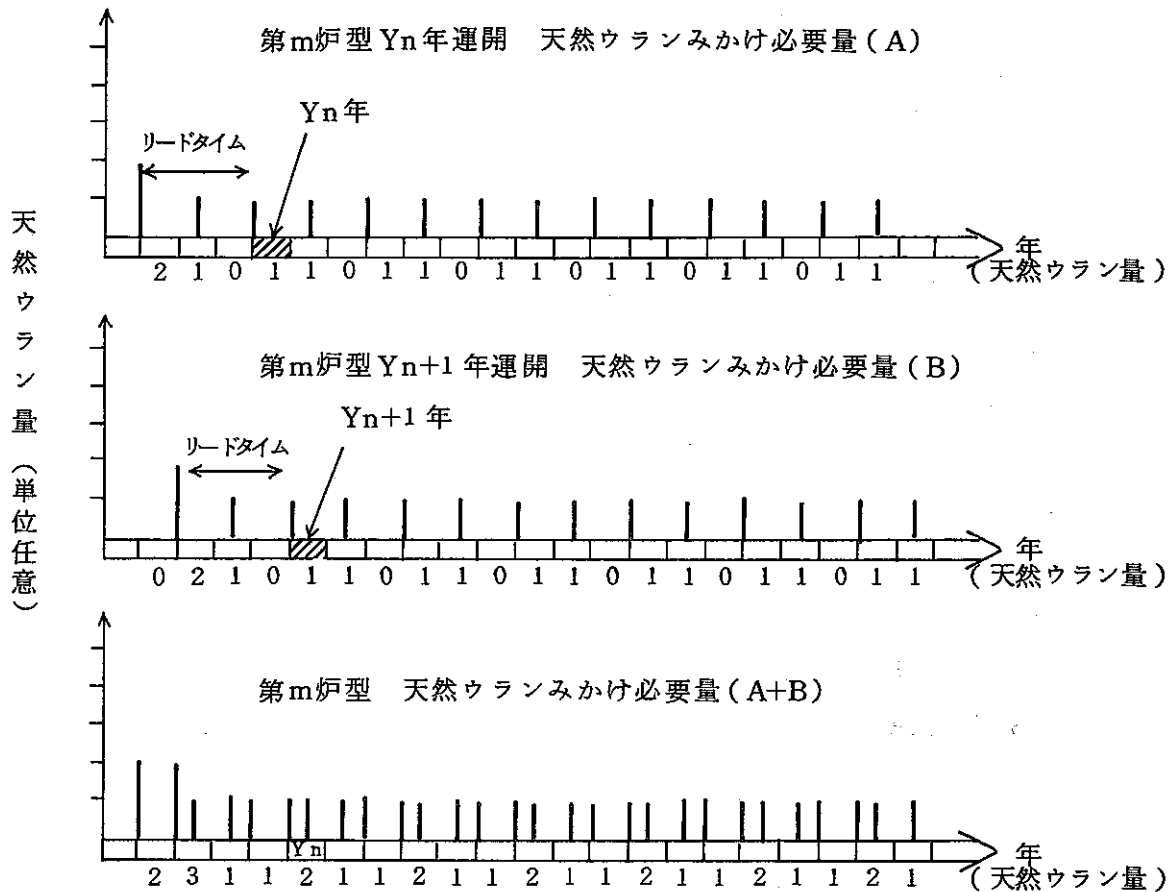 天然ウラン量（単位任意）
第m炉型Yn年運開　天然ウランみかけ必要量（A）
Yn年
リードタイム
年
2 1 0 1 1 0 1 1 0 1 1 0 1 1 0 1 1 0 1 1
（天然ウラン量）
第m炉型Yn+1年運開　天然ウランみかけ必要量（B）
Yn+1年
リードタイム
年
0 2 1 0 1 1 0 1 1 0 1 1 0 1 1 0 1 1 0 1 1
（天然ウラン量）
第m炉型　天然ウランみかけ必要量（A+B）
Yn
年
2 3 1 1 2 1 1 2 1 1 2 1 1 2 1 1 2 1 1 2 1
（天然ウラン量）